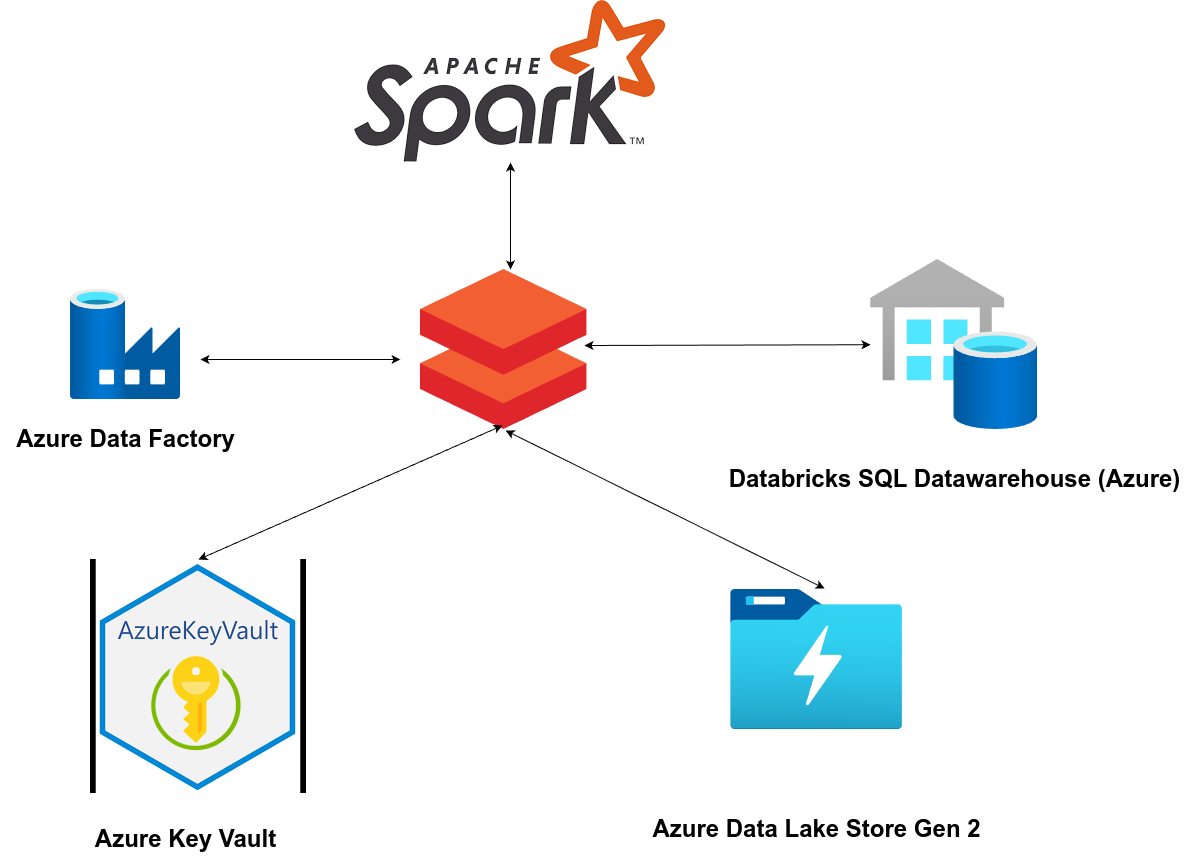 APACHE
Spark™
Azure Data Factory
Databricks SQL Datawarehouse (Azure)
AzureKeyVault
Azure Key Vault
Azure Data Lake Store Gen 2